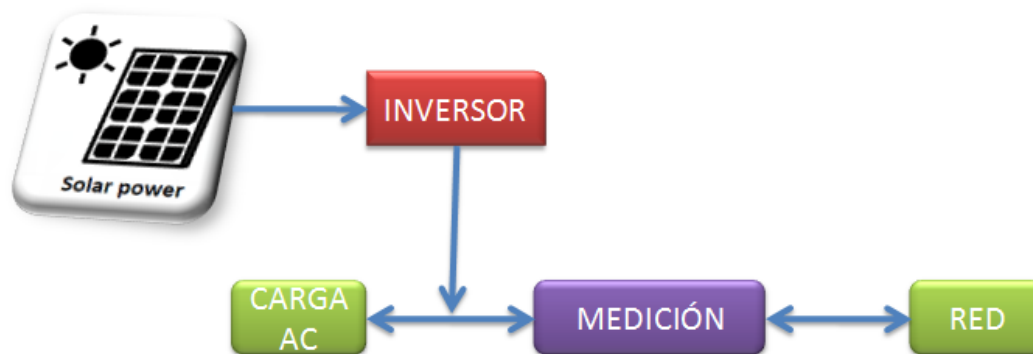 Solar power
INVERSOR
CARGA
AC
MEDICIÓN
RED